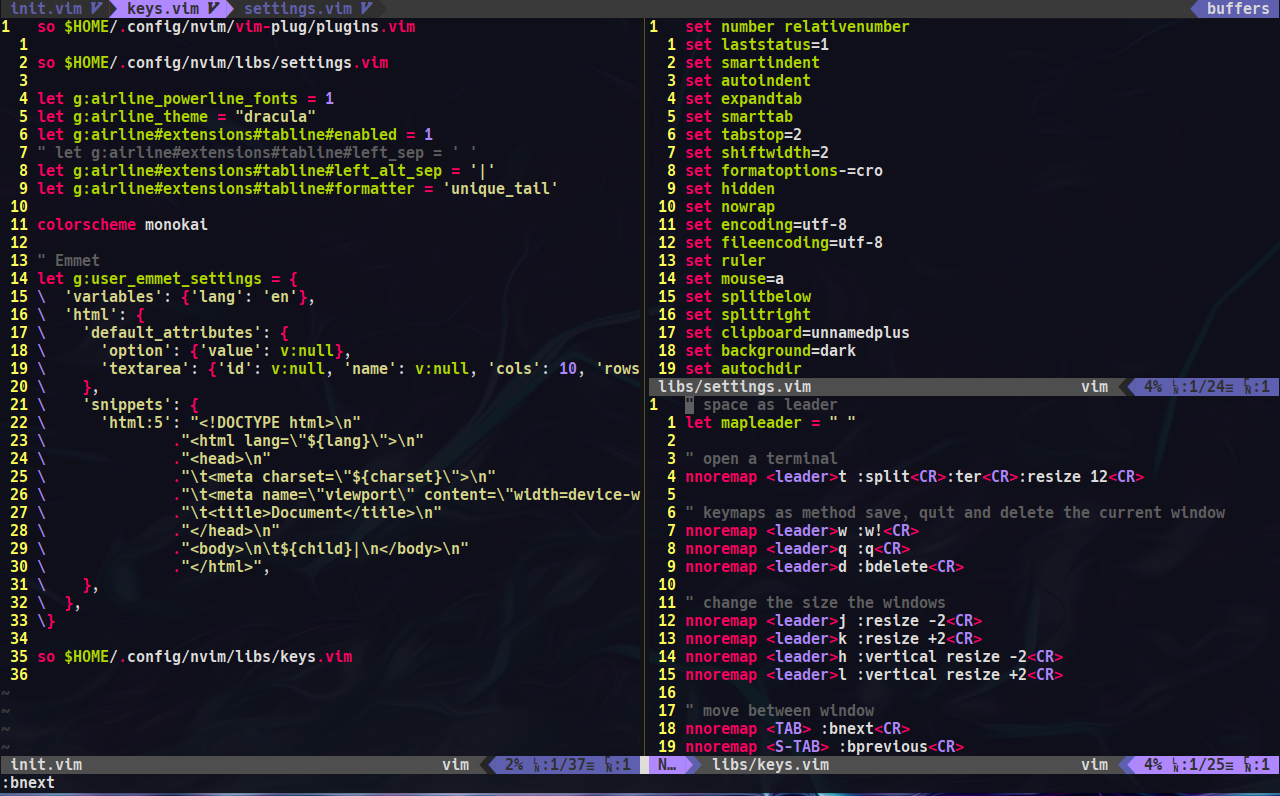 init.vim keys.vim settings.vim buffers
1 so $HOME/.config/nvim/vim-plug/plugins.vim
1
2 so $HOME/.config/nvim/libs/settings.vim
3
4 let g:airline_powerline_fonts = 1
5 let g:airline_theme = "dracula"
6 let g:airline#extensions#tabline#enabled = 1
7 " let g:airline#extensions#tabline#left_sep = ' '
8 let g:airline#extensions#tabline#left_alt_sep = '|'
9 let g:airline#extensions#tabline#formatter = 'unique_tail'
10
11 colorscheme monokai
12
13 " Emmet
14 let g:user_emmet_settings = {
15 \  'variables': {'lang': 'en'},
16 \  'html': {
17 \    'default_attributes': {
18 \      'option': {'value': v:null},
19 \      'textarea': {'id': v:null, 'name': v:null, 'cols': 10, 'rows
20 \    },
21 \    'snippets': {
22 \      'html:5': "<!DOCTYPE html>\n"
23 \              ."<html lang=\"${lang}\">\n"
24 \              ."<head>\n"
25 \              ."\t<meta charset=\"${charset}\">\n"
26 \              ."\t<meta name=\"viewport\" content=\"width=device-w
27 \              ."\t<title>Document</title>\n"
28 \              ."</head>\n"
29 \              ."<body>\n\t${child}|\n</body>\n"
30 \              ."</html>",
31 \    },
32 \  },
33 \}
34
35 so $HOME/.config/nvim/libs/keys.vim
36
~
~
~
~
init.vim vim 2% ㏑:1/37≡ ℅:1
1 set number relativenumber
1 set laststatus=1
2 set smartindent
3 set autoindent
4 set expandtab
5 set smarttab
6 set tabstop=2
7 set shiftwidth=2
8 set formatoptions-=cro
9 set hidden
10 set nowrap
11 set encoding=utf-8
12 set fileencoding=utf-8
13 set ruler
14 set mouse=a
15 set splitbelow
16 set splitright
17 set clipboard=unnamedplus
18 set background=dark
19 set autochdir
libs/settings.vim vim 4% :1/24≡ :1
1 " space as leader
1 let mapleader = " "
2
3 " open a terminal
4 nnoremap <leader>t :split<CR>:ter<CR>:resize 12<CR>
5
6 " keymaps as method save, quit and delete the current window
7 nnoremap <leader>w :w!<CR>
8 nnoremap <leader>q :q<CR>
9 nnoremap <leader>d :bdelete<CR>
10
11 " change the size the windows
12 nnoremap <leader>j :resize -2<CR>
13 nnoremap <leader>k :resize +2<CR>
14 nnoremap <leader>h :vertical resize -2<CR>
15 nnoremap <leader>l :vertical resize +2<CR>
16
17 " move between window
18 nnoremap <TAB> :bnext<CR>
19 nnoremap <S-TAB> :bprevious<CR>
N… libs/keys.vim vim 4% :1/25≡ :1
:bnext